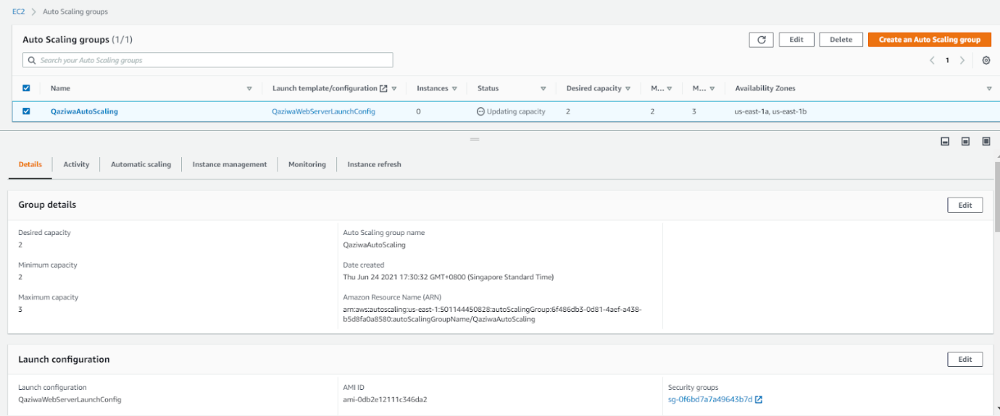 EC2 > Auto Scaling groups
Auto Scaling groups (1/1)
Edit Delete Create an Auto Scaling group
Search your Auto Scaling groups
1
Name Launch template/configuration Instances Status Desired capacity M... M... Availability Zones
QaziwaAutoScaling QaziwaWebServerLaunchConfig 0 Updating capacity 2 2 3 us-east-1a, us-east-1b
Details Activity Automatic scaling Instance management Monitoring Instance refresh
Group details Edit
Desired capacity
2
Minimum capacity
2
Maximum capacity
3
Auto Scaling group name
QaziwaAutoScaling
Date created
Thu Jun 24 2021 17:30:32 GMT+0800 (Singapore Standard Time)
Amazon Resource Name (ARN)
arn:aws:autoscaling:us-east-1:501144450828:autoScalingGroup:6f486db3-0d81-4aef-a438-
b5d8fa0a8580:autoScalingGroupName/QaziwaAutoScaling
Launch configuration Edit
Launch configuration
QaziwaWebServerLaunchConfig
AMI ID
ami-0db2e12111c346da2
Security groups
sg-0f6bd7a7a49643b7d